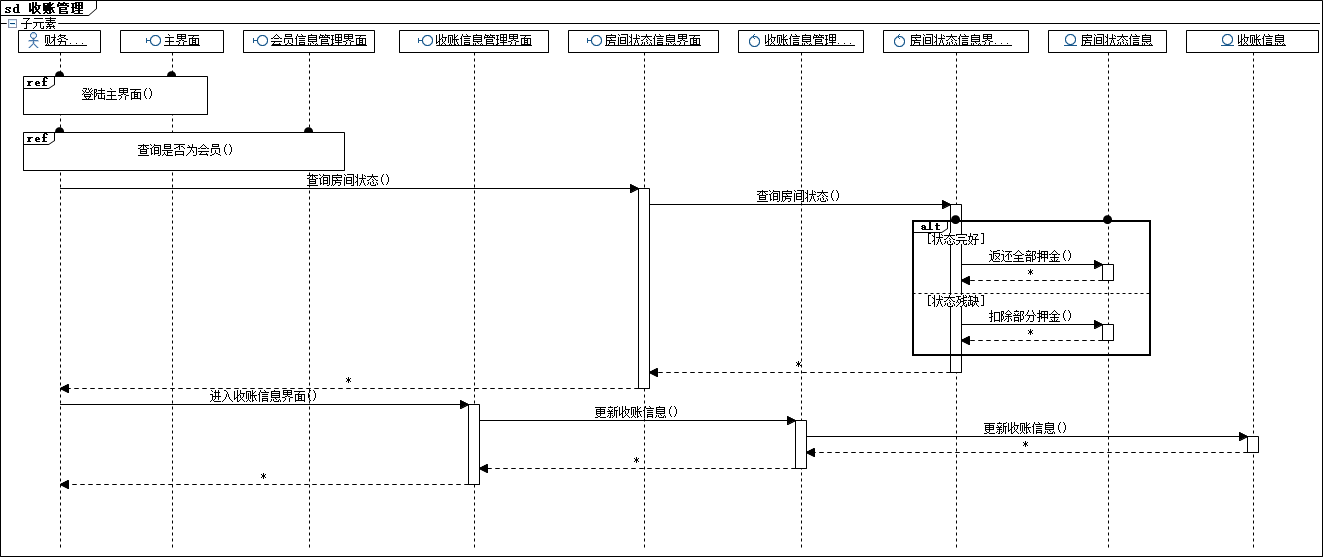 sd 收账管理
子元素
财务...
主界面
会员信息管理界面
收账信息管理界面
房间状态信息界面
收账信息管理...
房间状态信息界...
房间状态信息
收账信息
ref
登陆主界面()
ref
查询是否为会员()
查询房间状态()
查询房间状态()
alt
[状态完好]
返还全部押金()
*
[状态残缺]
扣除部分押金()
*
*
*
进入收账信息界面()
更新收账信息()
更新收账信息()
*
*
*